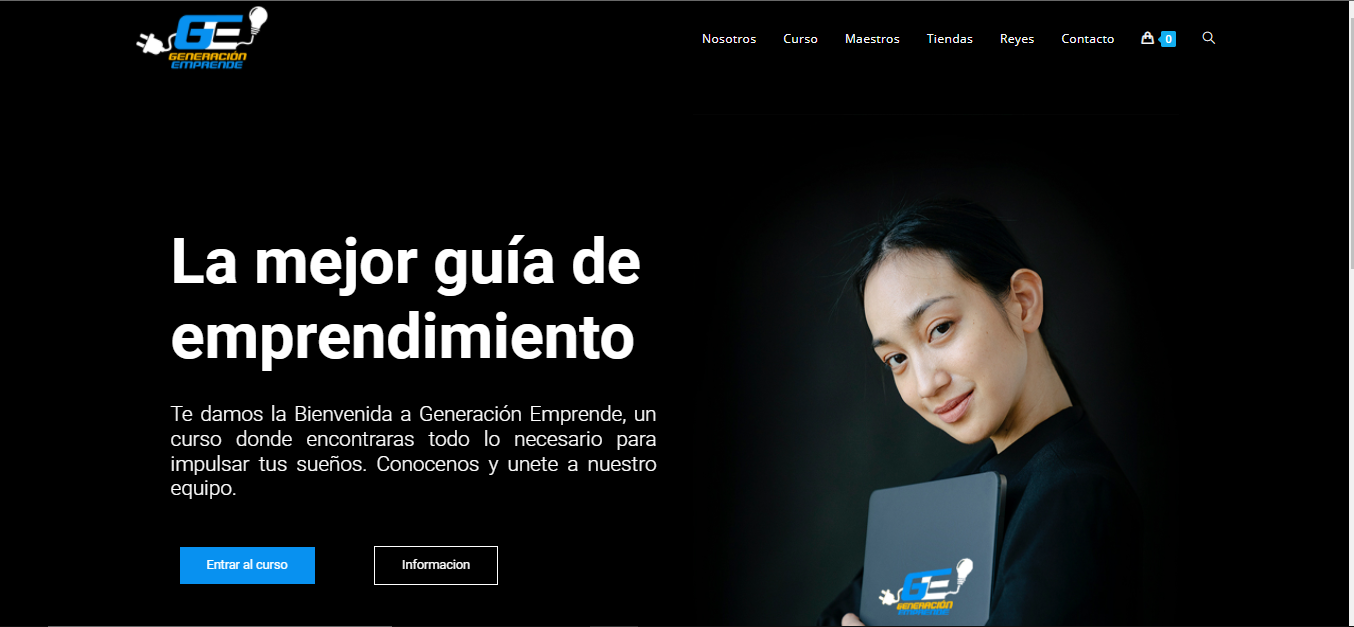 GE
GENERACIÓN
EMPRENDE
Nosotros Curso Maestros Tiendas Reyes Contacto 0
La mejor guía de
emprendimiento
Te damos la Bienvenida a Generación Emprende, un
curso donde encontraras todo lo necesario para
impulsar tus sueños. Conocenos y unete a nuestro
equipo.
Entrar al curso Informacion
GE
GENERACIÓN
EMPRENDE